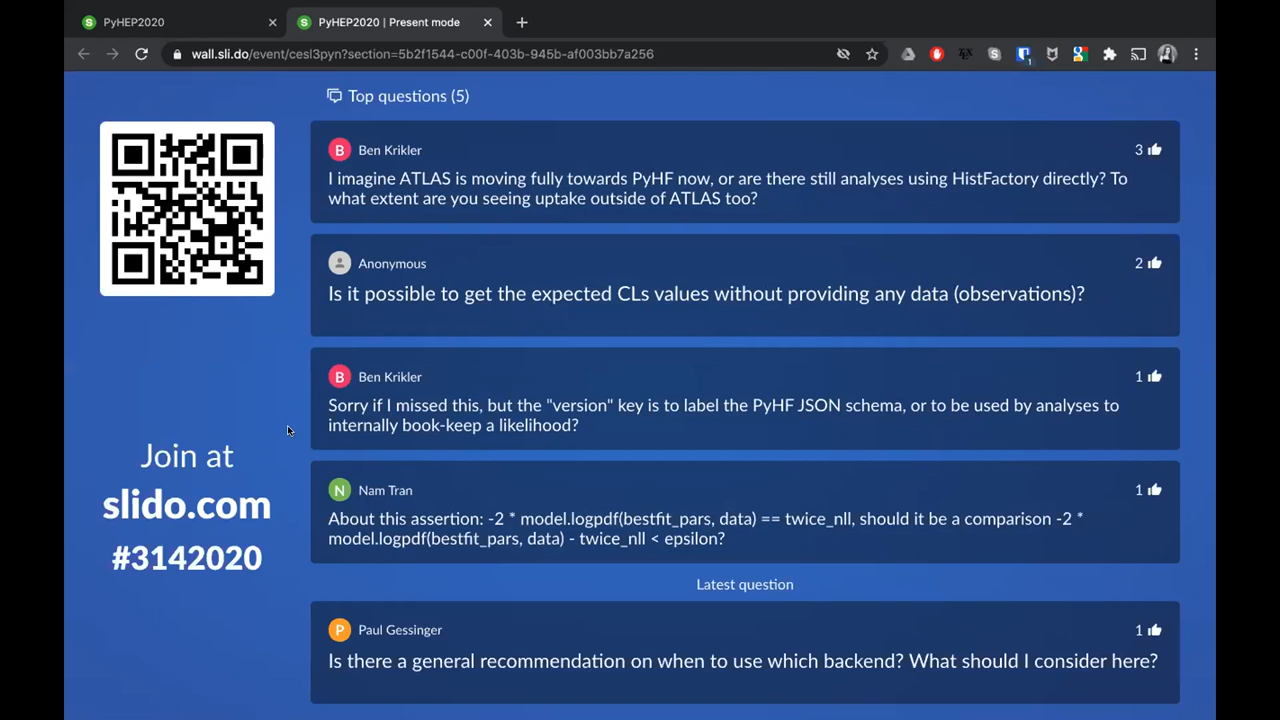 PyHEP2020
PyHEP2020 | Present mode
wall.sli.do/event/cesl3pyn?section=5b2f1544-c00f-403b-945b-af003bb7a256
Top questions (5)
Ben Krikler
3
I imagine ATLAS is moving fully towards PyHF now, or are there still analyses using HistFactory directly? To
what extent are you seeing uptake outside of ATLAS too?
Anonymous
2
Is it possible to get the expected CLs values without providing any data (observations)?
Ben Krikler
1
Sorry if I missed this, but the "version" key is to label the PyHF JSON schema, or to be used by analyses to
internally book-keep a likelihood?
Nam Tran
1
About this assertion: -2 * model.logpdf(bestfit_pars, data) == twice_nll, should it be a comparison -2 *
model.logpdf(bestfit_pars, data) - twice_nll < epsilon?
Latest question
Paul Gessinger
1
Is there a general recommendation on when to use which backend? What should I consider here?
Join at
slido.com
#3142020